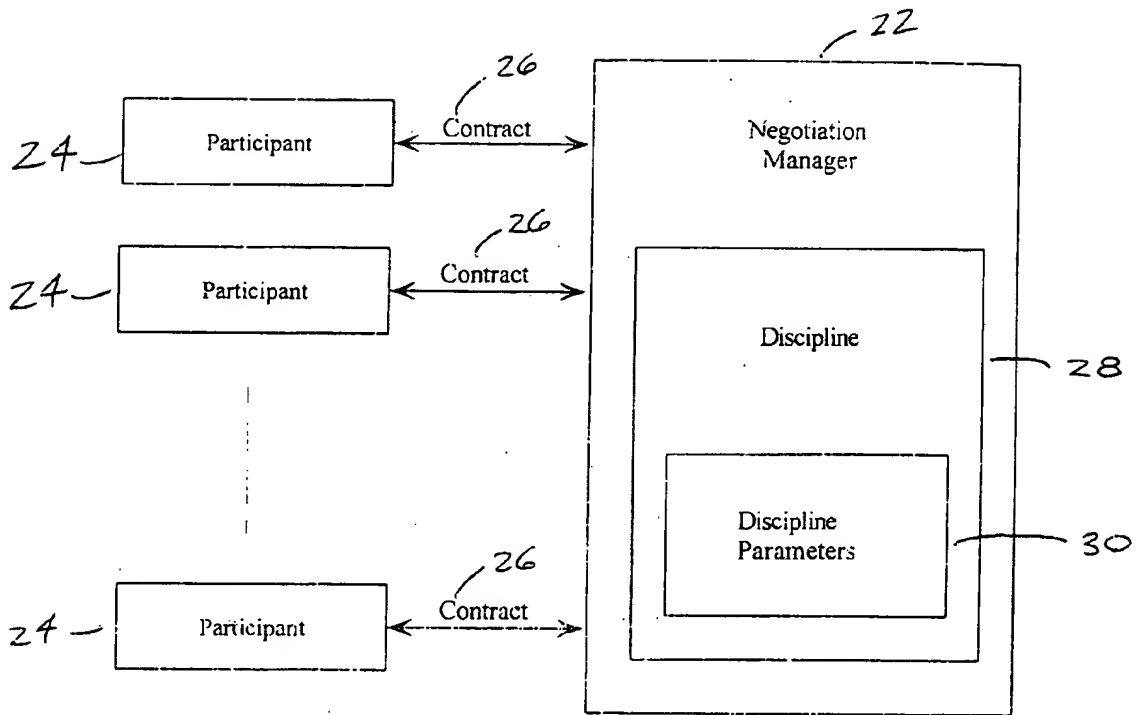 22
26
24
Participant
Contract
Negotiation
Manager
26
24
Participant
Contract
Discipline
28
Discipline
Parameters
30
26
24
Participant
Contract